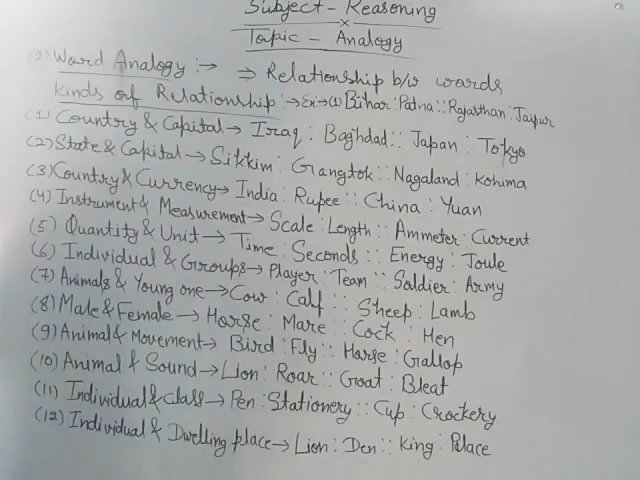 Subject - Reasoning
×
Topic - Analogy
(1) Word Analogy :→ ⇒ Relationship b/w words
Kinds of Relationship :→ Ex→(1) Bihar : Patna :: Rajasthan : Jaipur
(1) Country & Capital → Iraq : Baghdad :: Japan : Tokyo
(2) State & Capital → Sikkim : Gangtok :: Nagaland : Kohima
(3) Country & Currency → India : Rupee :: China : Yuan
(4) Instrument & Measurement → Scale : Length :: Ammeter : Current
(5) Quantity & Unit → Time : Seconds :: Energy : Joule
(6) Individual & Groups → Player : Team :: Soldier : Army
(7) Animals & Young one → Cow : Calf :: Sheep : Lamb
(8) Male & Female → Horse : Mare :: Cock : Hen
(9) Animal & Movement → Bird : Fly :: Horse : Gallop
(10) Animal & Sound → Lion : Roar :: Goat : Bleat
(11) Individual & Class → Pen : Stationery :: Cup : Crockery
(12) Individual & Dwelling place → Lion : Den :: King : Palace